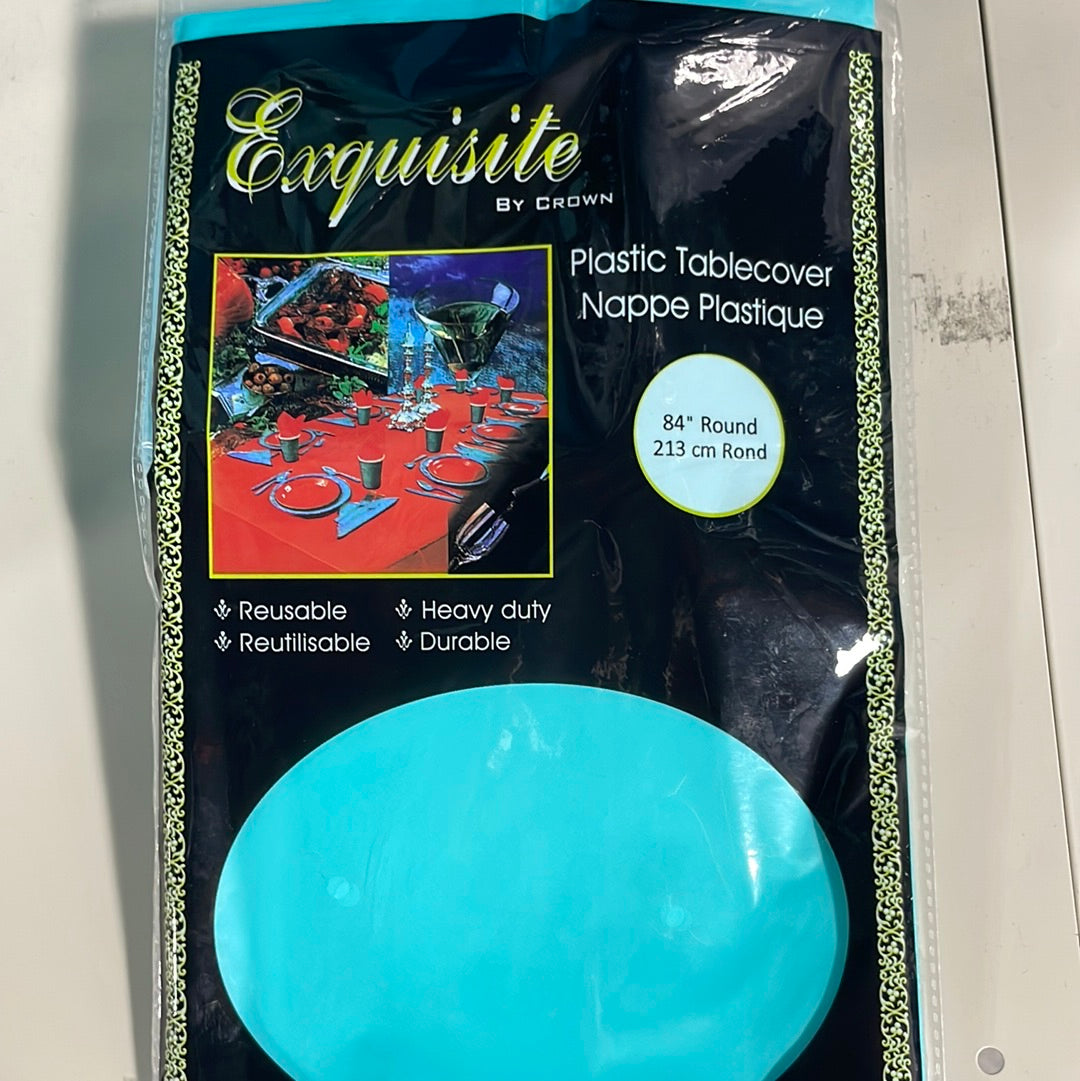 Exquisite
BY CROWN
Plastic Tablecover
Nappe Plastique
84" Round
213 cm Rond
Reusable
Heavy duty
Reutilisable
Durable